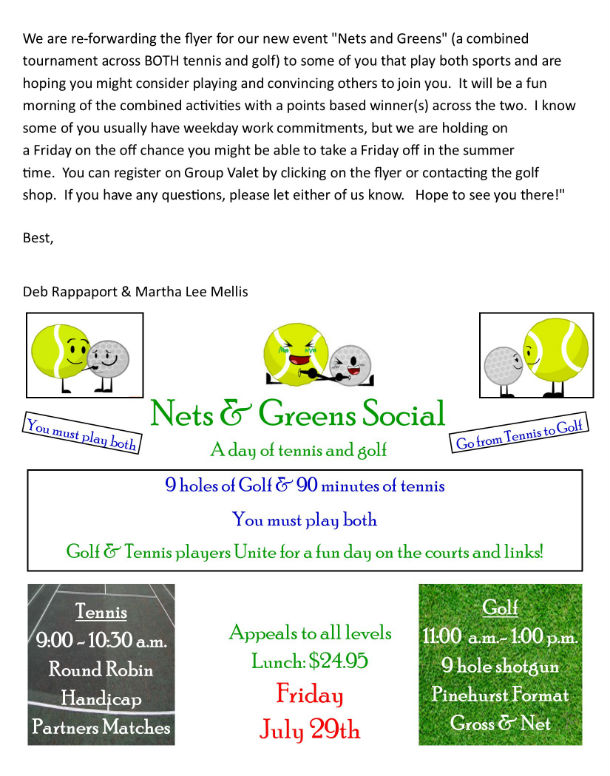 We are re-forwarding the flyer for our new event "Nets and Greens" (a combined
tournament across BOTH tennis and golf) to some of you that play both sports and are
hoping you might consider playing and convincing others to join you.  It will be a fun
morning of the combined activities with a points based winner(s) across the two.  I know
some of you usually have weekday work commitments, but we are holding on
a Friday on the off chance you might be able to take a Friday off in the summer
time.  You can register on Group Valet by clicking on the flyer or contacting the golf
shop.  If you have any questions, please let either of us know.   Hope to see you there!"
Best,
Deb Rappaport & Martha Lee Mellis
You must play both
Nets & Greens Social
Go from Tennis to Golf
A day of tennis and golf
9 holes of Golf & 90 minutes of tennis
You must play both
Golf & Tennis players Unite for a fun day on the courts and links!
Tennis
9:00 - 10:30 a.m.
Round Robin
Handicap
Partners Matches
Appeals to all levels
Lunch: $24.95
Friday
July 29th
Golf
11:00 a.m.- 1:00 p.m.
9 hole shotgun
Pinehurst Format
Gross & Net